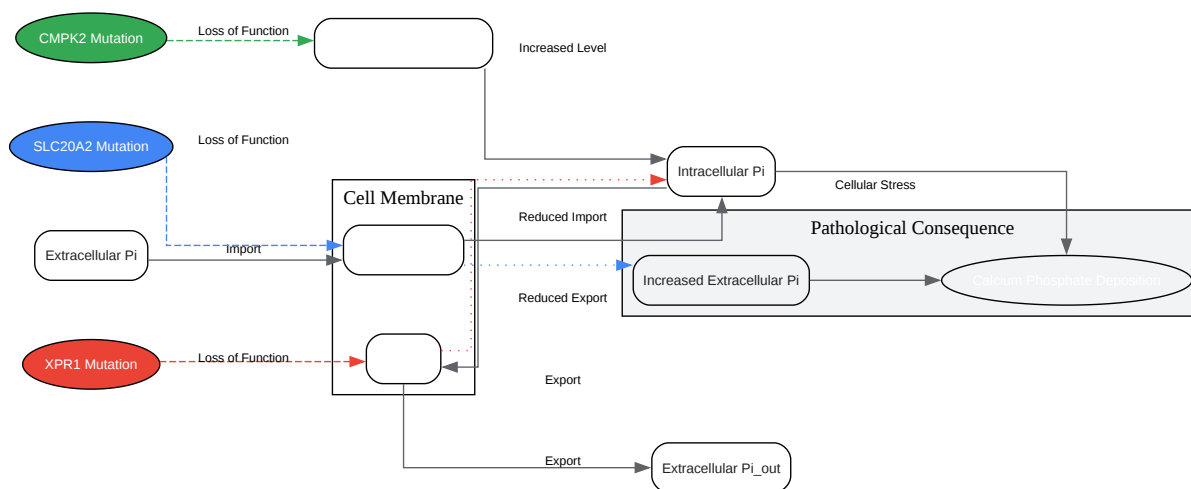 CMPK2 Mutation
Loss of Function
Increased Level
SLC20A2 Mutation
Loss of Function
Intracellular Pi
Cellular Stress
Cell Membrane
Reduced Import
Pathological Consequence
Extracellular Pi
Import
Increased Extracellular Pi
Calcium Phosphate Deposition
Reduced Export
XPR1 Mutation
Loss of Function
Export
Export
Extracellular Pi_out